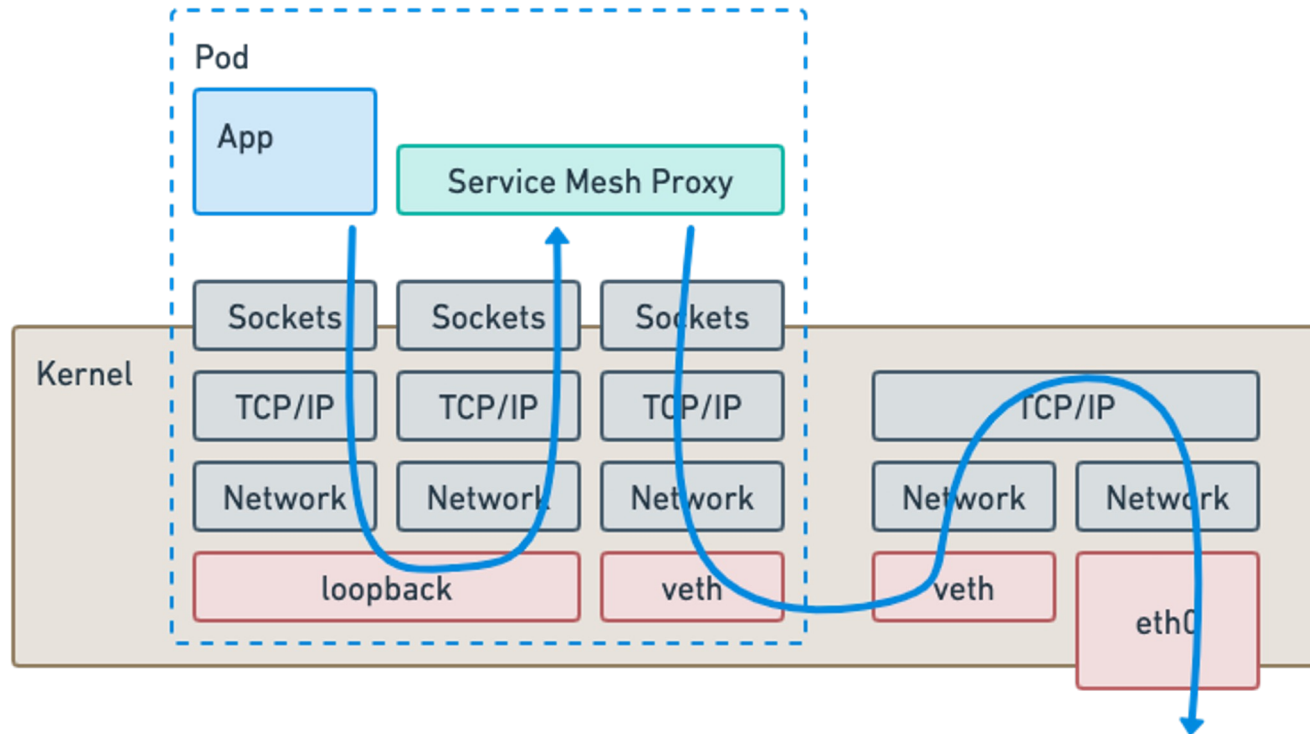 Pod
App
Service Mesh Proxy
Sockets
Sockets
Sockets
Kernel
TCP/IP
TCP/IP
TCP/IP
TCP/IP
Network
Network
Network
Network
Network
loopback
veth
veth
eth0